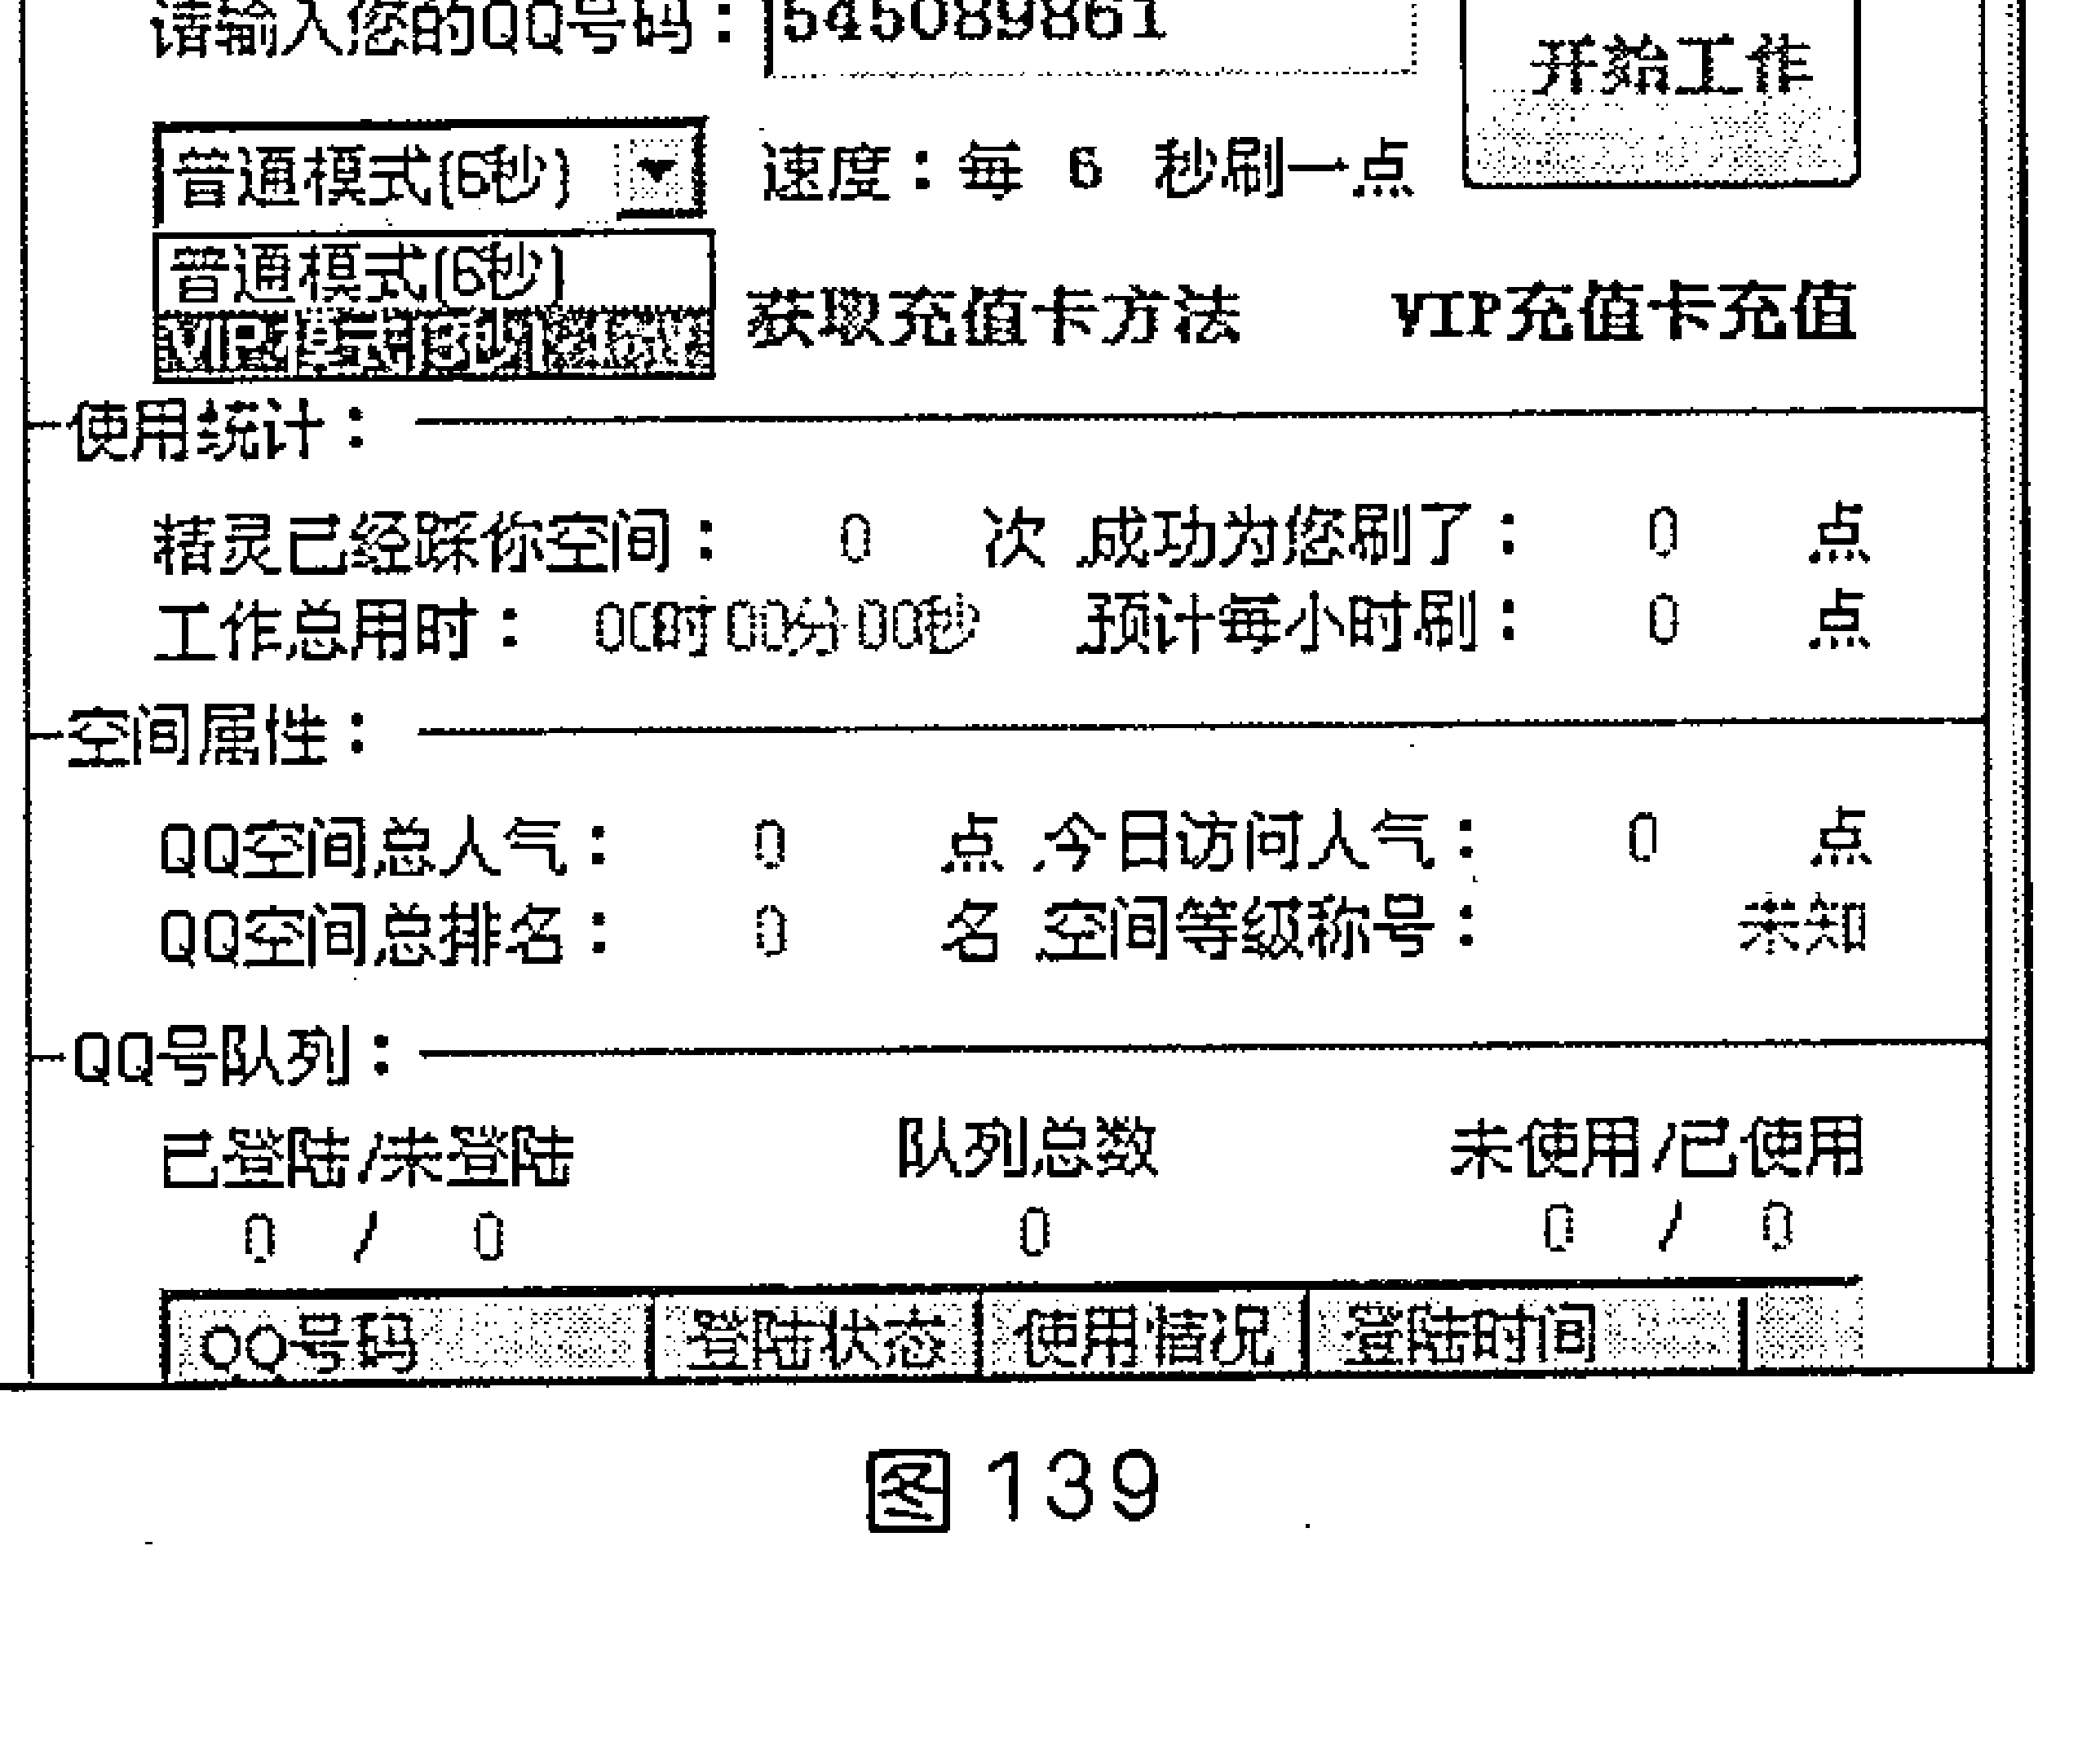 请输入您的QQ号码：545089861
开始工作
普通模式(6秒) 速度：每 6 秒刷一点
普通模式(6秒)
VIP模式 获取充值卡方法 VIP充值卡充值
使用统计：
精灵已经踩你空间： 0 次 成功为您刷了： 0 点
工作总用时： 00时00分00秒 预计每小时刷： 0 点
空间属性：
QQ空间总人气： 0 点 今日访问人气： 0 点
QQ空间总排名： 0 名 空间等级称号： 未知
QQ号队列：
已登陆/未登陆 队列总数 未使用/已使用
0 / 0 0 0 / 0
QQ号码 登陆状态 使用情况 登陆时间
图 139